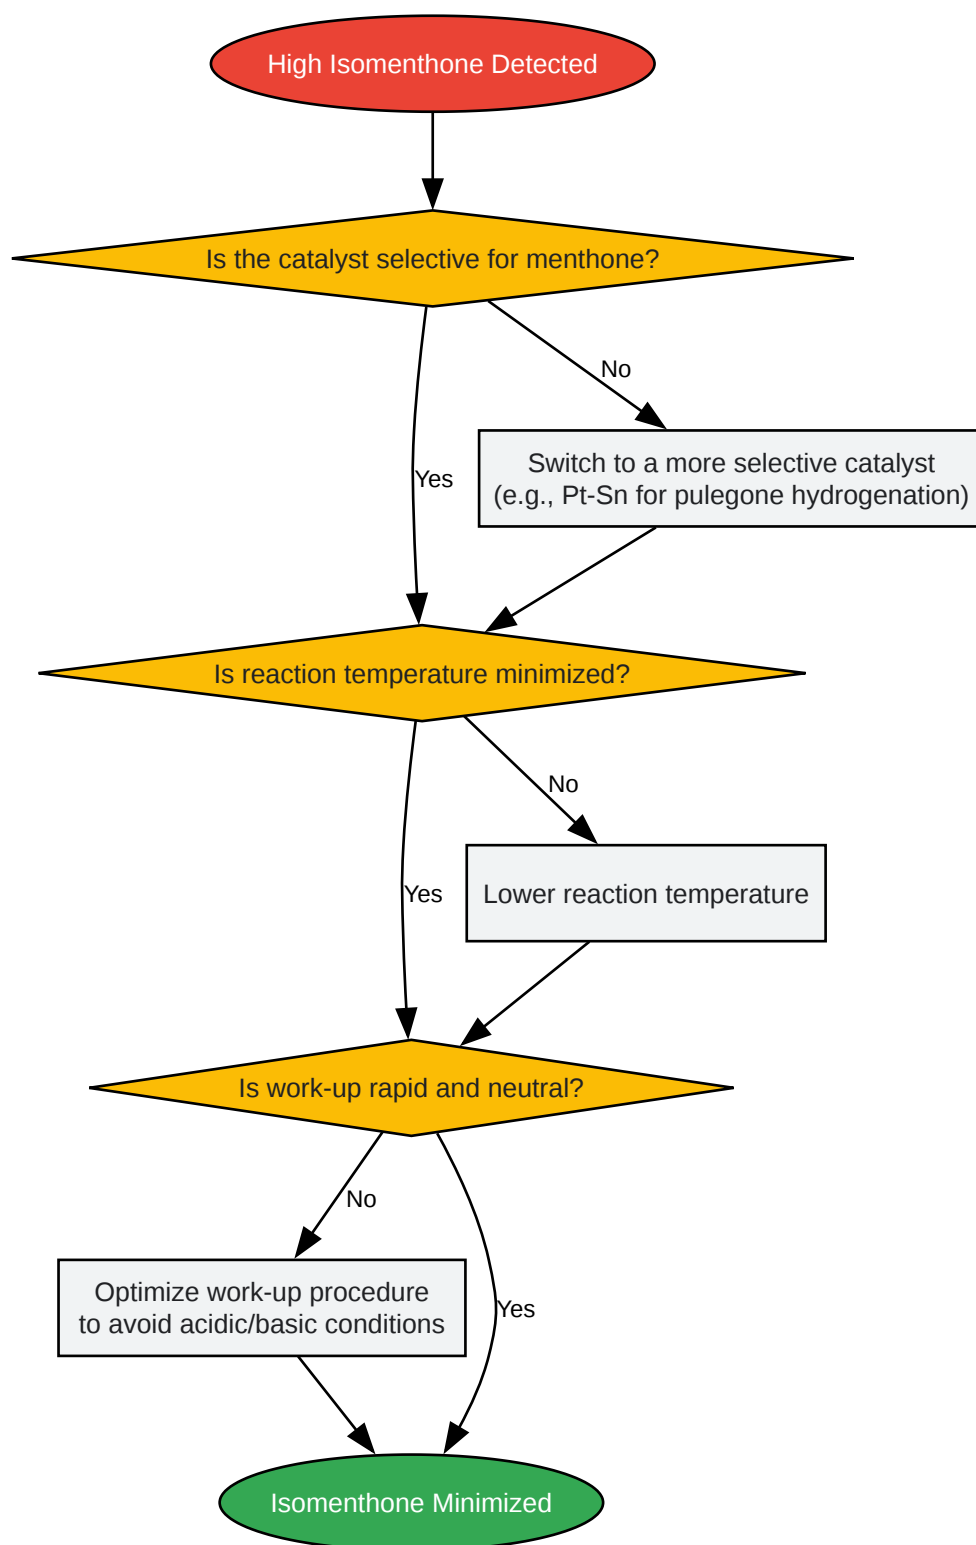 High Isomenthone Detected
Is the catalyst selective for menthone?
No
Switch to a more selective catalyst
(e.g., Pt-Sn for pulegone hydrogenation)
Yes
Is reaction temperature minimized?
No
Lower reaction temperature
Yes
Is work-up rapid and neutral?
No
Optimize work-up procedure
to avoid acidic/basic conditions
Yes
Isomenthone Minimized